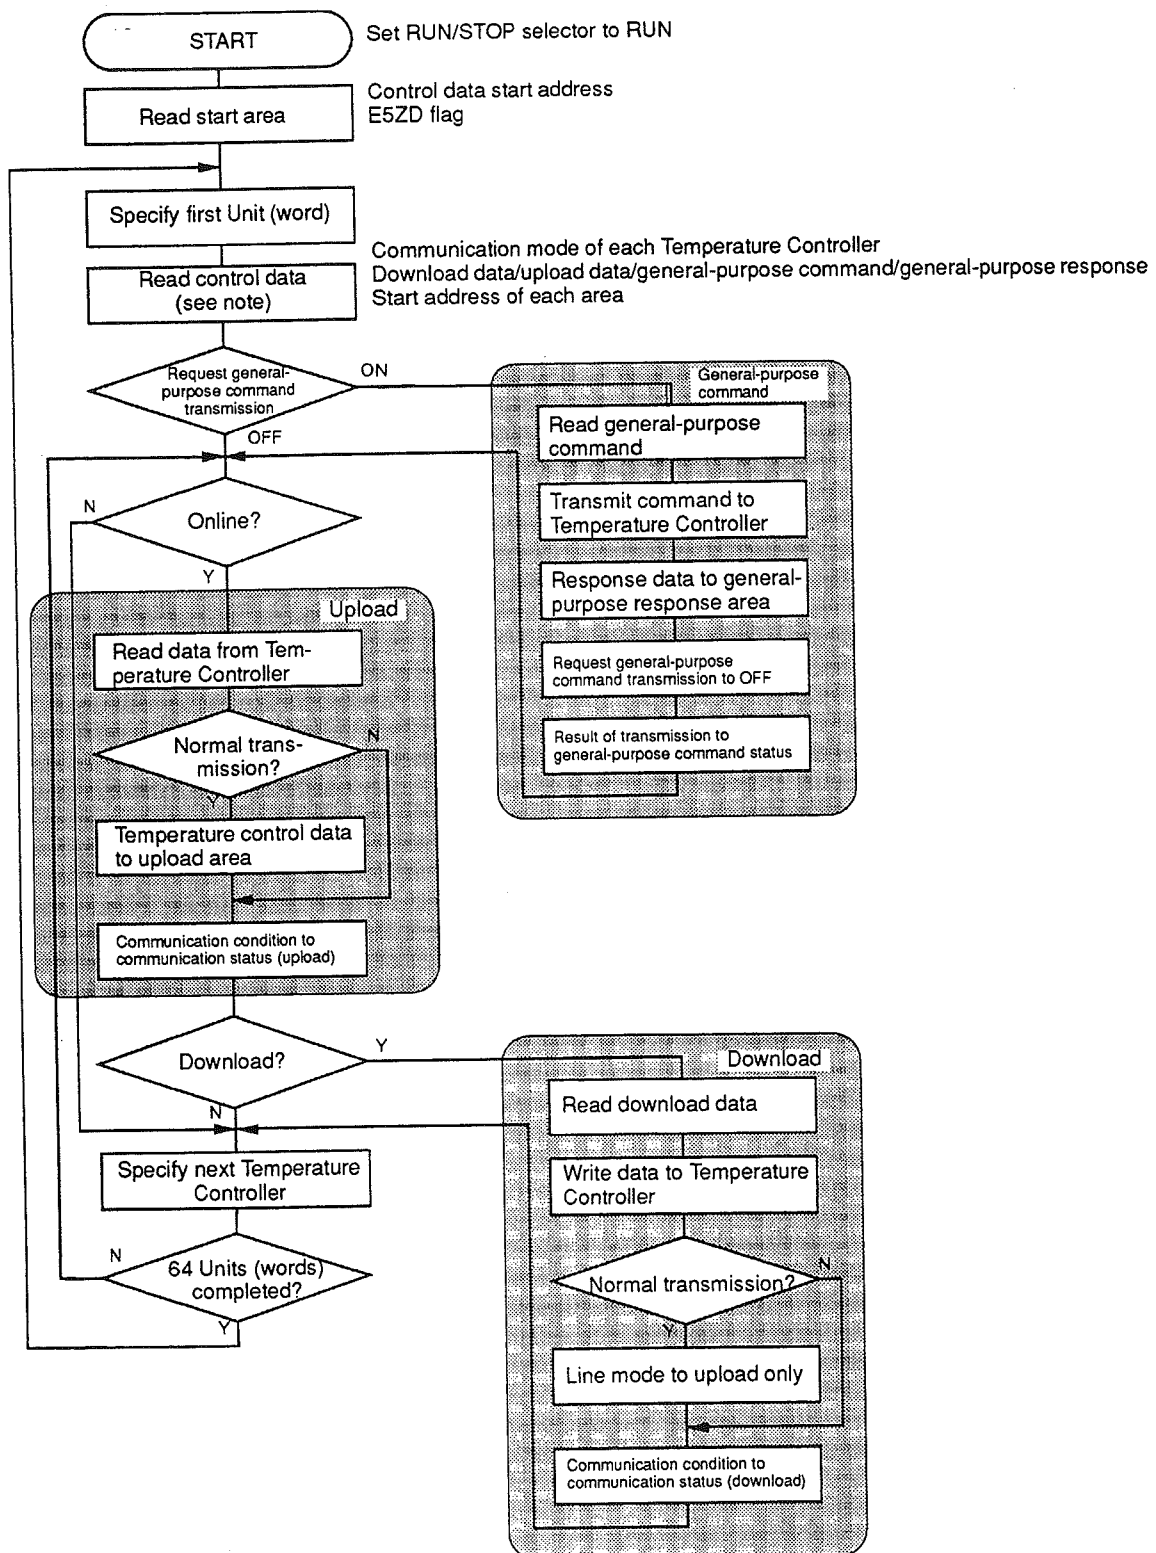 START
Set RUN/STOP selector to RUN
Read start area
Control data start address
E5ZD flag
Specify first Unit (word)
Read control data
(see note)
Communication mode of each Temperature Controller
Download data/upload data/general-purpose command/general-purpose response
Start address of each area
Request general-
purpose command
transmission
ON
OFF
General-purpose
command
Read general-purpose
command
Transmit command to
Temperature Controller
Response data to general-
purpose response area
Request general-purpose
command transmission to OFF
Result of transmission to
general-purpose command status
N
Online?
Y
Upload
Read data from Tem-
perature Controller
Normal trans-
mission?
N
Y
Temperature control data
to upload area
Communication condition to
communication status (upload)
Download?
Y
N
Specify next Temperature
Controller
N
64 Units (words)
completed?
Y
Download
Read download data
Write data to Temperature
Controller
Normal transmission?
N
Y
Line mode to upload only
Communication condition to
communication status (download)